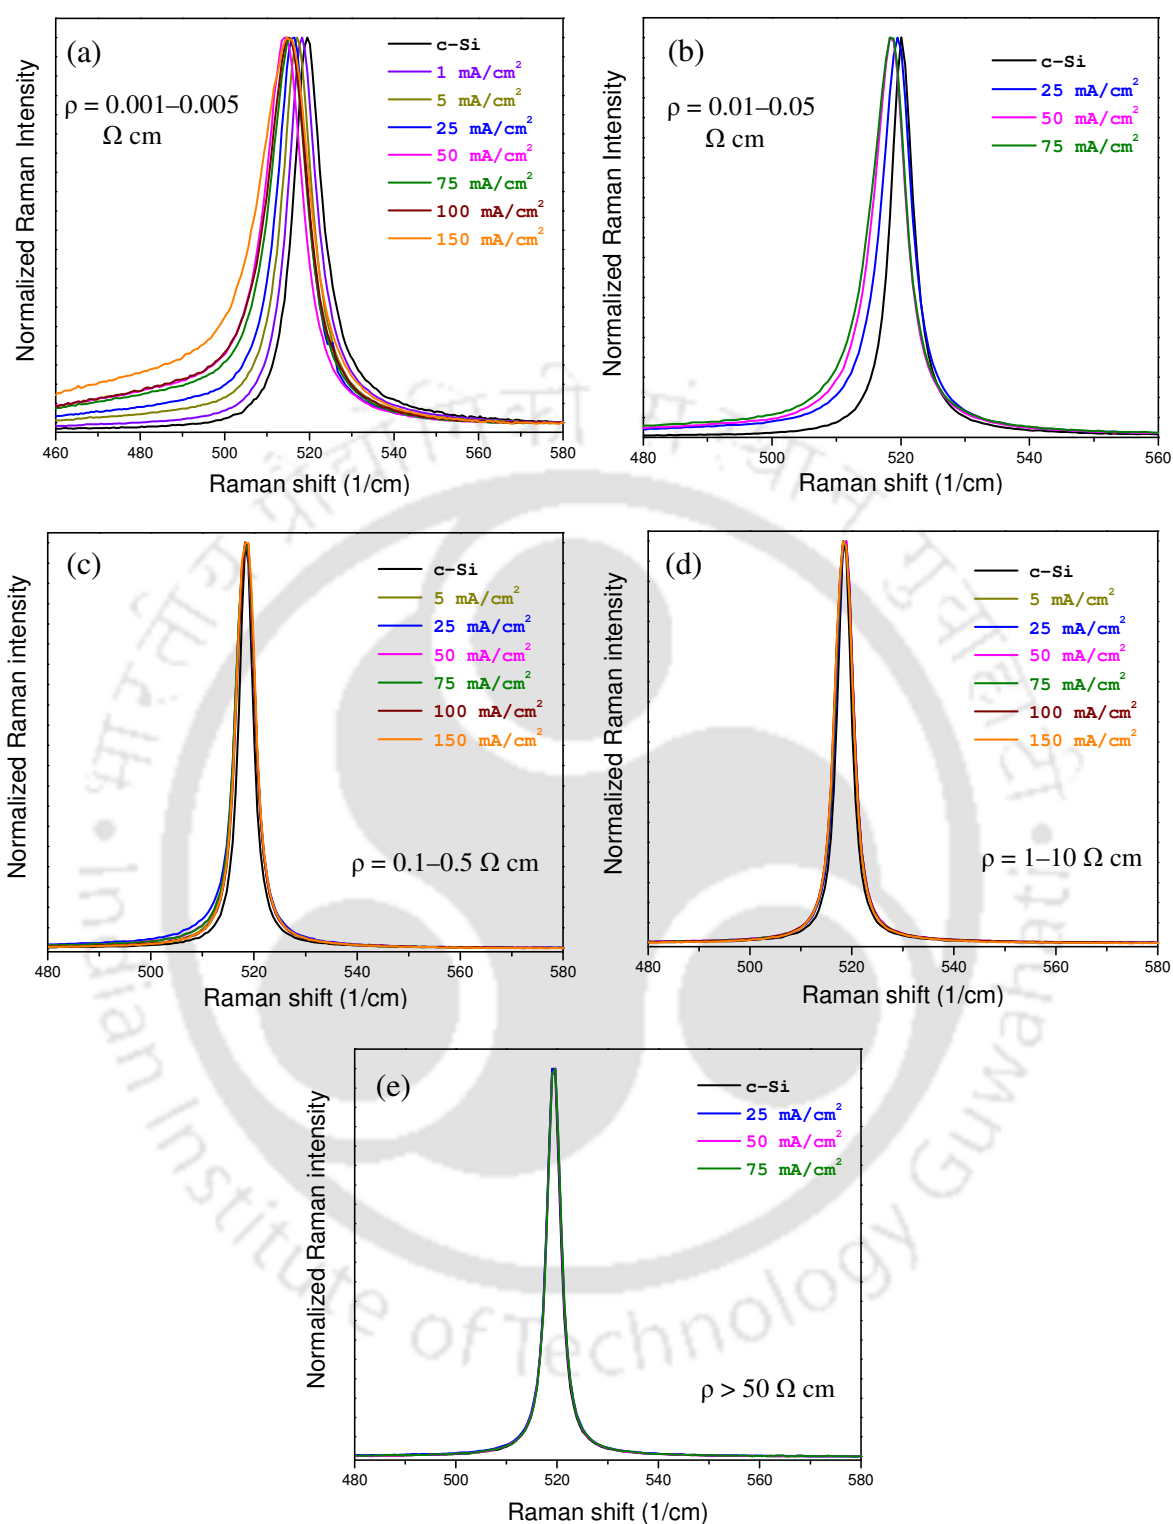 (a)
ρ = 0.001–0.005
Ω cm
c-Si
1 mA/cm²
5 mA/cm²
25 mA/cm²
50 mA/cm²
75 mA/cm²
100 mA/cm²
150 mA/cm²
Normalized Raman Intensity
460 480 500 520 540 560 580
Raman shift (1/cm)
(b)
ρ = 0.01–0.05
Ω cm
c-Si
25 mA/cm²
50 mA/cm²
75 mA/cm²
Normalized Raman Intensity
480 500 520 540 560
Raman shift (1/cm)
(c)
c-Si
5 mA/cm²
25 mA/cm²
50 mA/cm²
75 mA/cm²
100 mA/cm²
150 mA/cm²
ρ = 0.1–0.5 Ω cm
Normalized Raman intensity
480 500 520 540 560 580
Raman shift (1/cm)
(d)
c-Si
5 mA/cm²
25 mA/cm²
50 mA/cm²
75 mA/cm²
100 mA/cm²
150 mA/cm²
ρ = 1–10 Ω cm
Normalized Raman intensity
480 500 520 540 560 580
Raman shift (1/cm)
(e)
c-Si
25 mA/cm²
50 mA/cm²
75 mA/cm²
ρ > 50 Ω cm
Normalized Raman intensity
480 500 520 540 560 580
Raman shift (1/cm)
Indian Institute of Technology Guwahati